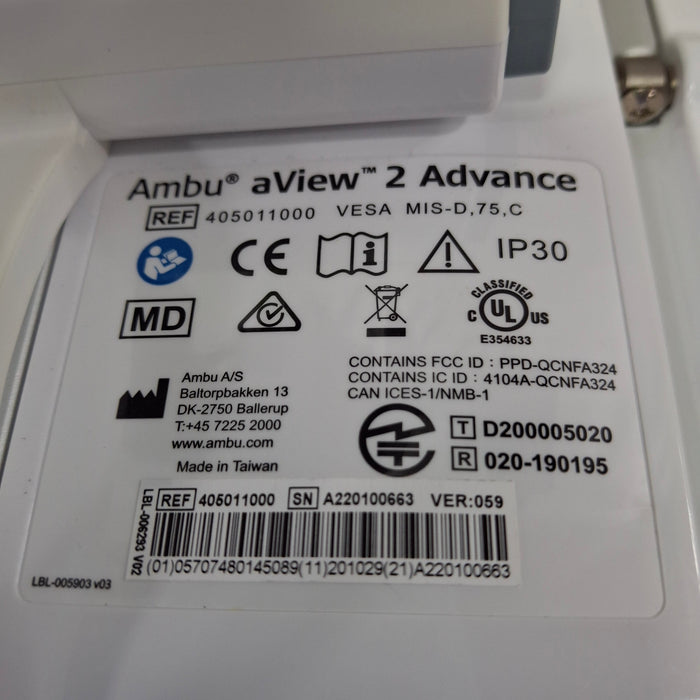 Ambu® aView™ 2 Advance
REF 405011000 VESA MIS-D,75,C
CE IP30
MD
CLASSIFIED
C UL US
E354633
Ambu A/S
Baltorpbakken 13
DK-2750 Ballerup
T:+45 7225 2000
www.ambu.com
Made in Taiwan
CONTAINS FCC ID : PPD-QCNFA324
CONTAINS IC ID : 4104A-QCNFA324
CAN ICES-1/NMB-1
T D200005020
R 020-190195
LBL-006293 V02
REF 405011000 SN A220100663 VER:059
(01)05707480145089(11)201029(21)A220100663
LBL-005903 v03